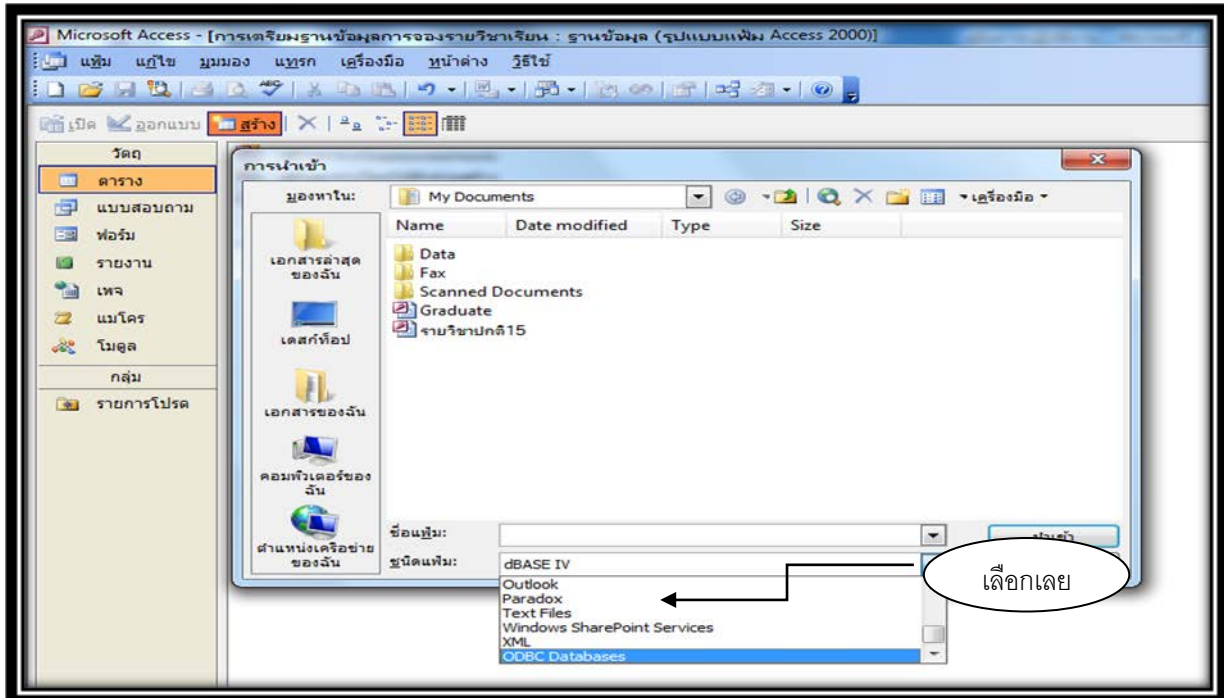 Microsoft Access - [การเตรียมฐานข้อมูลการจองรายวิชาเรียน : ฐานข้อมูล (รูปแบบแฟ้ม Access 2000)]
แฟ้ม แก้ไข มุมมอง แทรก เครื่องมือ หน้าต่าง วิธีใช้
เปิด ออกแบบ สร้าง
วัตถุ
ตาราง
แบบสอบถาม
ฟอร์ม
รายงาน
เพจ
แมโคร
โมดูล
กลุ่ม
รายการโปรด
การนำเข้า
มองหาใน: My Documents เครื่องมือ
Name Date modified Type Size
Data
Fax
Scanned Documents
Graduate
รายวิชาปกติ15
เอกสารล่าสุด
ของฉัน
เดสก์ท็อป
เอกสารของฉัน
คอมพิวเตอร์ของ
ฉัน
ตำแหน่งเครือข่าย
ของฉัน
ชื่อแฟ้ม:
ชนิดแฟ้ม: dBASE IV
Outlook
Paradox
Text Files
Windows SharePoint Services
XML
ODBC Databases
เลือกเลย